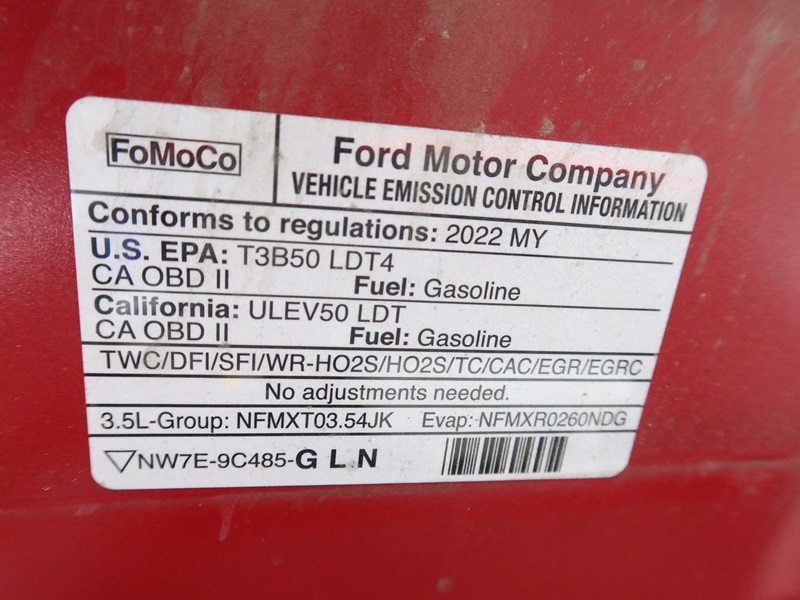 FoMoCo
Ford Motor Company
VEHICLE EMISSION CONTROL INFORMATION
Conforms to regulations: 2022 MY
U.S. EPA: T3B50 LDT4
CA OBD II Fuel: Gasoline
California: ULEV50 LDT
CA OBD II Fuel: Gasoline
TWC/DFI/SFI/WR-HO2S/HO2S/TC/CAC/EGR/EGRC
No adjustments needed.
3.5L-Group: NFMXT03.54JK Evap: NFMXR0260NDG
▽NW7E-9C485-G L N